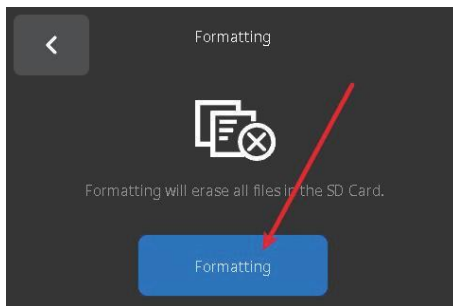 Formatting
Formatting will erase all files in the SD Card.
Formatting